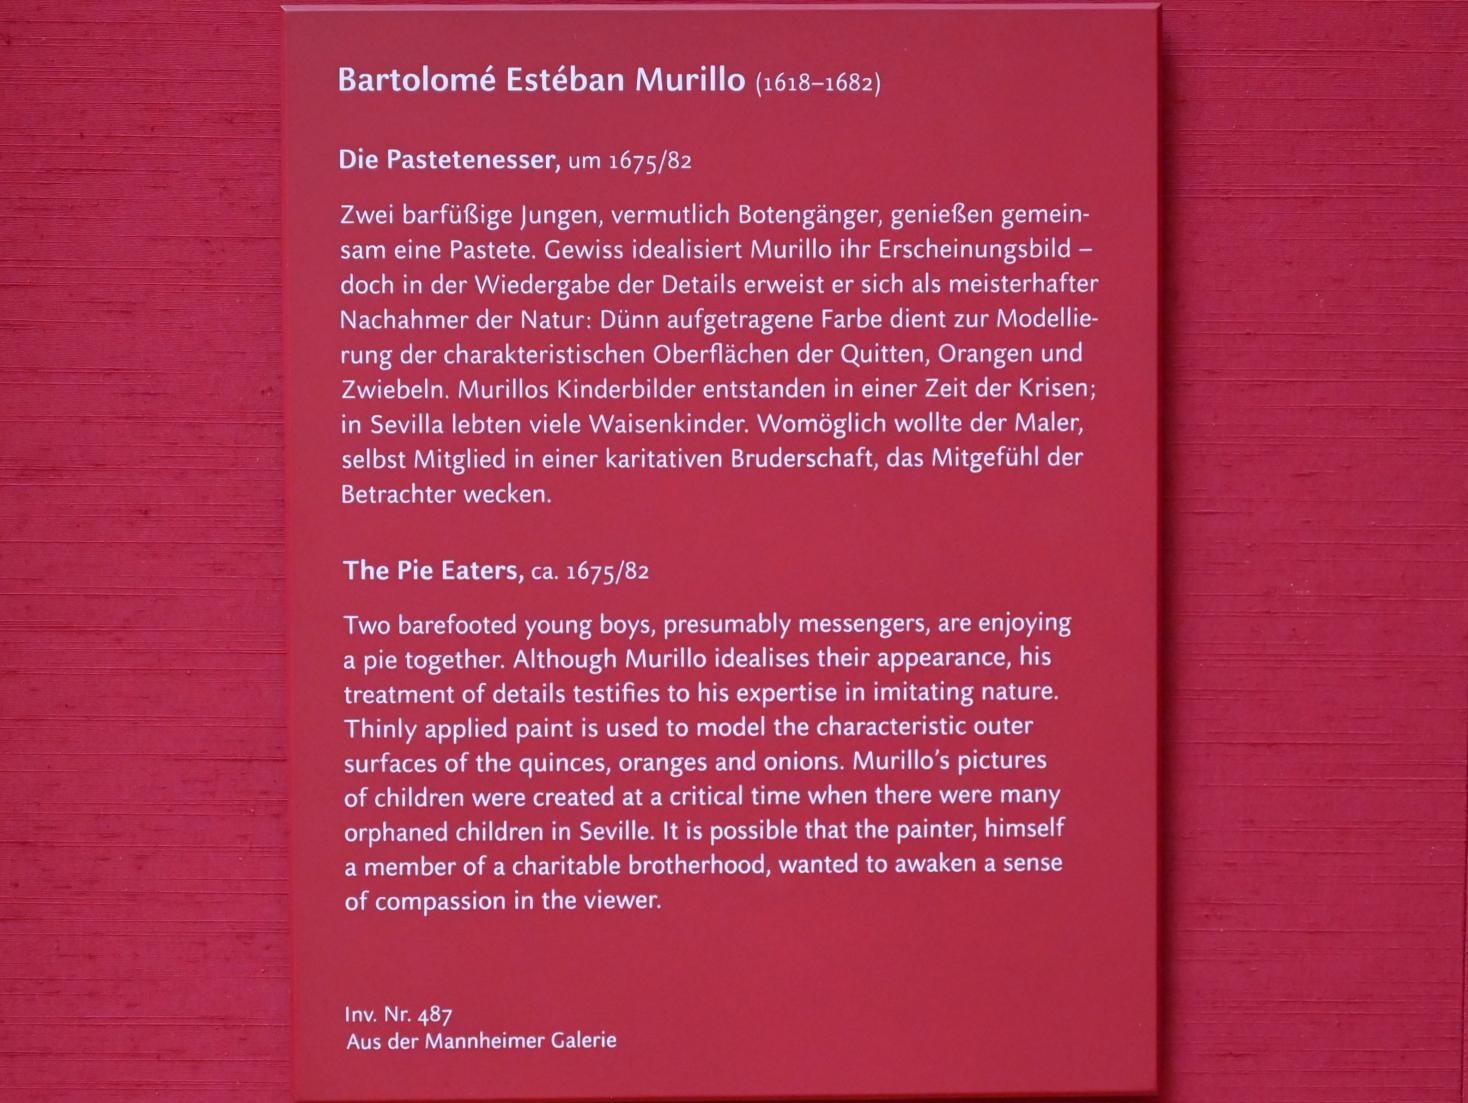 Bartolomé Estéban Murillo (1618–1682)
Die Pastetenesser, um 1675/82
Zwei barfüßige Jungen, vermutlich Botengänger, genießen gemein-
sam eine Pastete. Gewiss idealisiert Murillo ihr Erscheinungsbild –
doch in der Wiedergabe der Details erweist er sich als meisterhafter
Nachahmer der Natur: Dünn aufgetragene Farbe dient zur Modellie-
rung der charakteristischen Oberflächen der Quitten, Orangen und
Zwiebeln. Murillos Kinderbilder entstanden in einer Zeit der Krisen;
in Sevilla lebten viele Waisenkinder. Womöglich wollte der Maler,
selbst Mitglied in einer karitativen Bruderschaft, das Mitgefühl der
Betrachter wecken.
The Pie Eaters, ca. 1675/82
Two barefooted young boys, presumably messengers, are enjoying
a pie together. Although Murillo idealises their appearance, his
treatment of details testifies to his expertise in imitating nature.
Thinly applied paint is used to model the characteristic outer
surfaces of the quinces, oranges and onions. Murillo’s pictures
of children were created at a critical time when there were many
orphaned children in Seville. It is possible that the painter, himself
a member of a charitable brotherhood, wanted to awaken a sense
of compassion in the viewer.
Inv. Nr. 487
Aus der Mannheimer Galerie